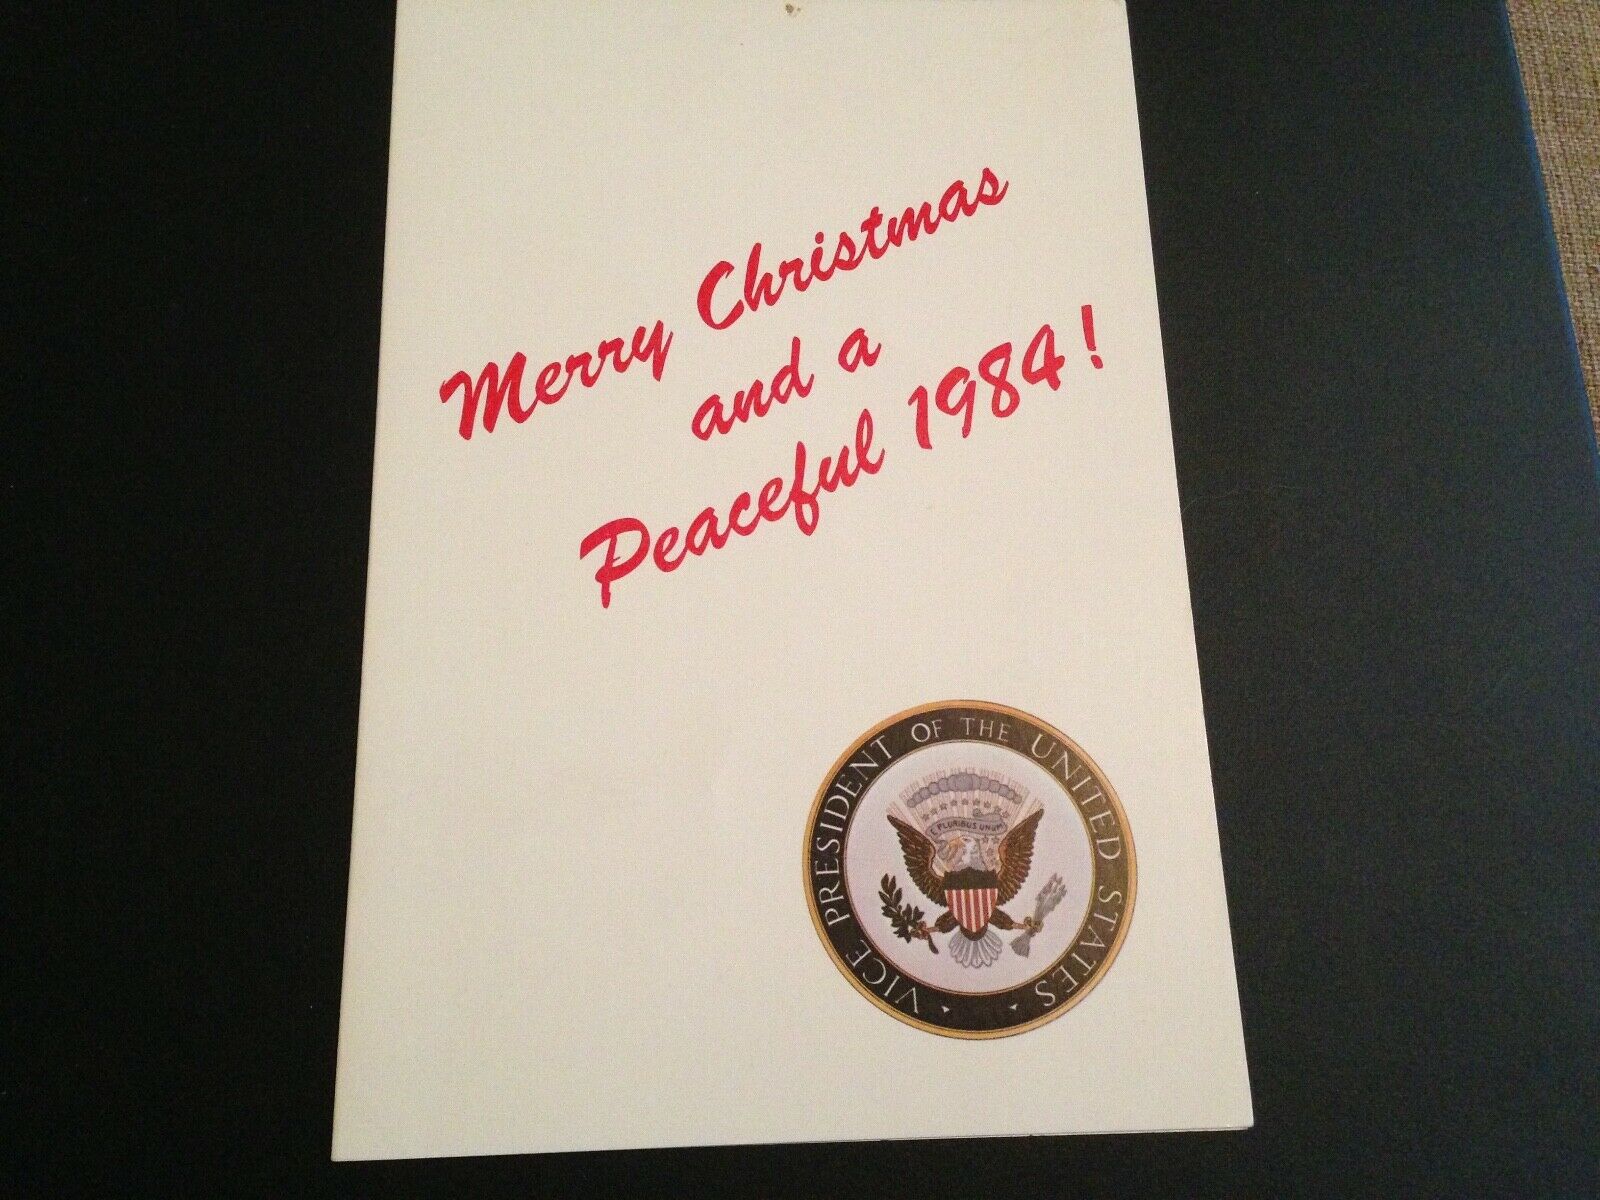 Merry Christmas
and a
Peaceful 1984!
VICE PRESIDENT OF THE UNITED STATES
E PLURIBUS UNUM